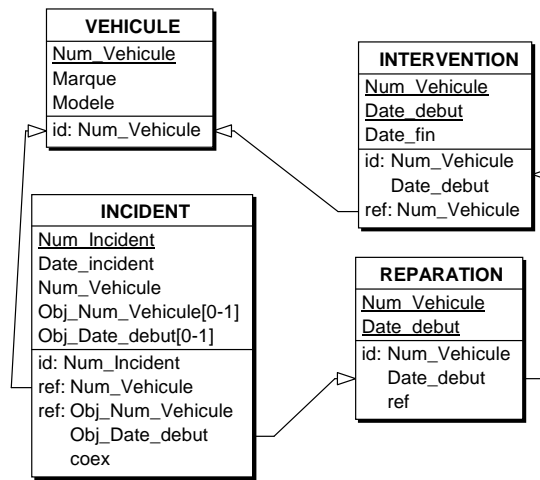 VEHICULE
Num_Vehicule
Marque
Modele
id: Num_Vehicule
INTERVENTION
Num_Vehicule
Date_debut
Date_fin
id: Num_Vehicule
Date_debut
ref: Num_Vehicule
INCIDENT
Num_Incident
Date_incident
Num_Vehicule
Obj_Num_Vehicule[0-1]
Obj_Date_debut[0-1]
id: Num_Incident
ref: Num_Vehicule
ref: Obj_Num_Vehicule
Obj_Date_debut
coex
REPARATION
Num_Vehicule
Date_debut
id: Num_Vehicule
Date_debut
ref